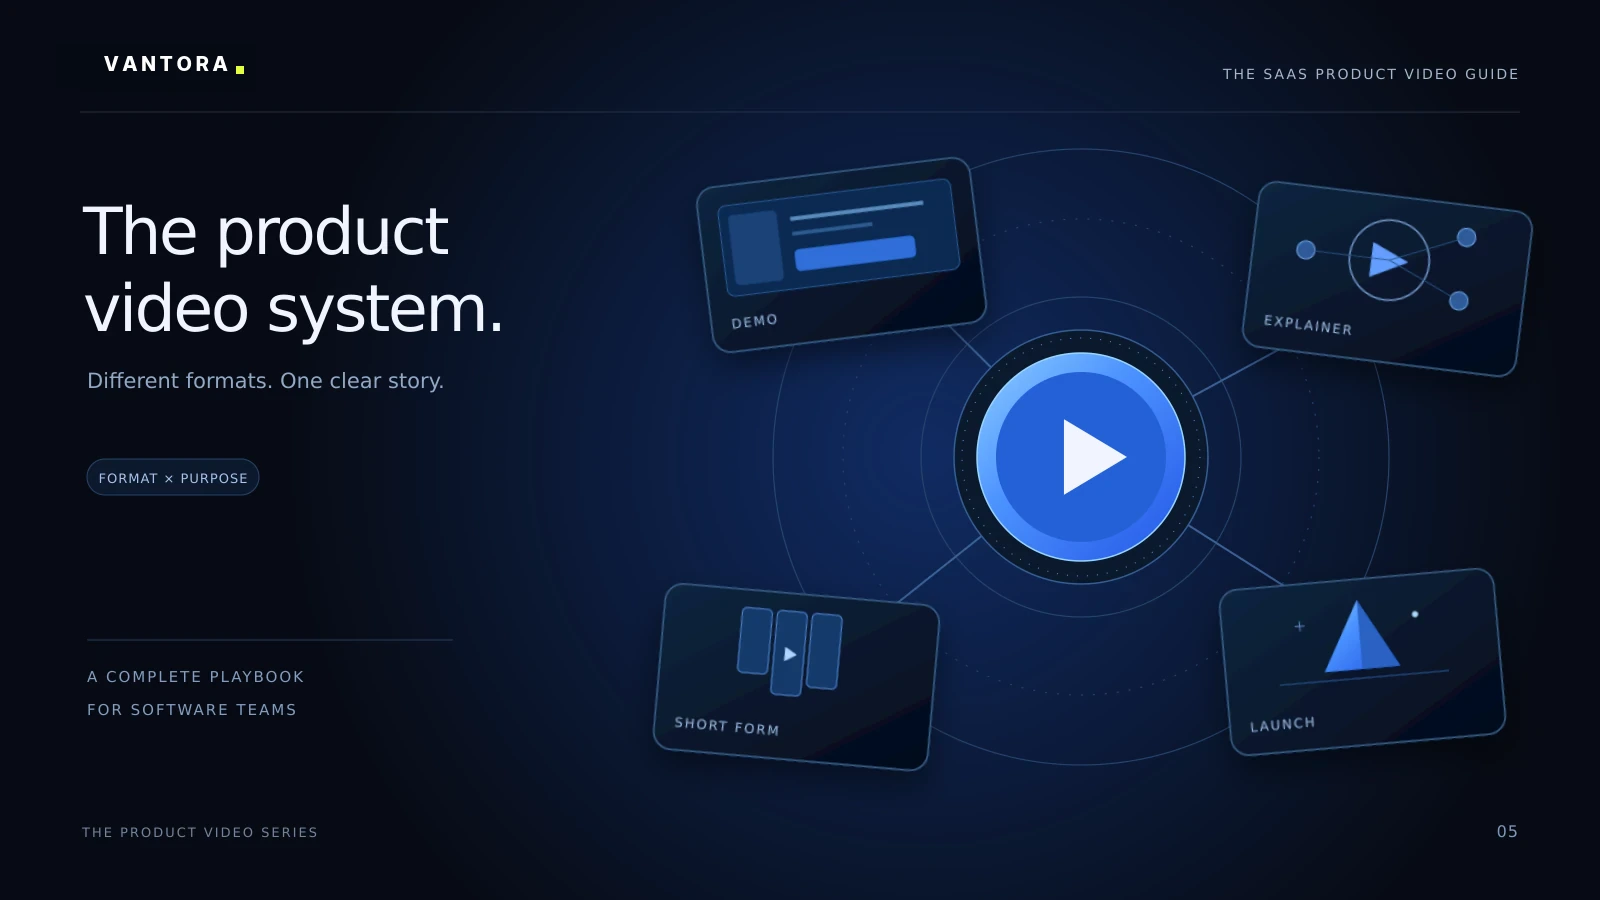 VANTORA
THE SAAS PRODUCT VIDEO GUIDE
The product
video system.
Different formats. One clear story.
FORMAT × PURPOSE
A COMPLETE PLAYBOOK
FOR SOFTWARE TEAMS
DEMO
EXPLAINER
SHORT FORM
LAUNCH
THE PRODUCT VIDEO SERIES
05